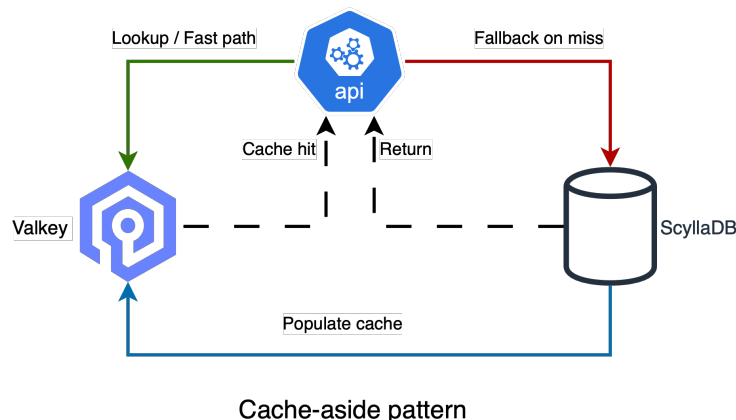 Lookup / Fast path
Fallback on miss
api
Cache hit
Return
Valkey
ScyllaDB
Populate cache
Cache-aside pattern